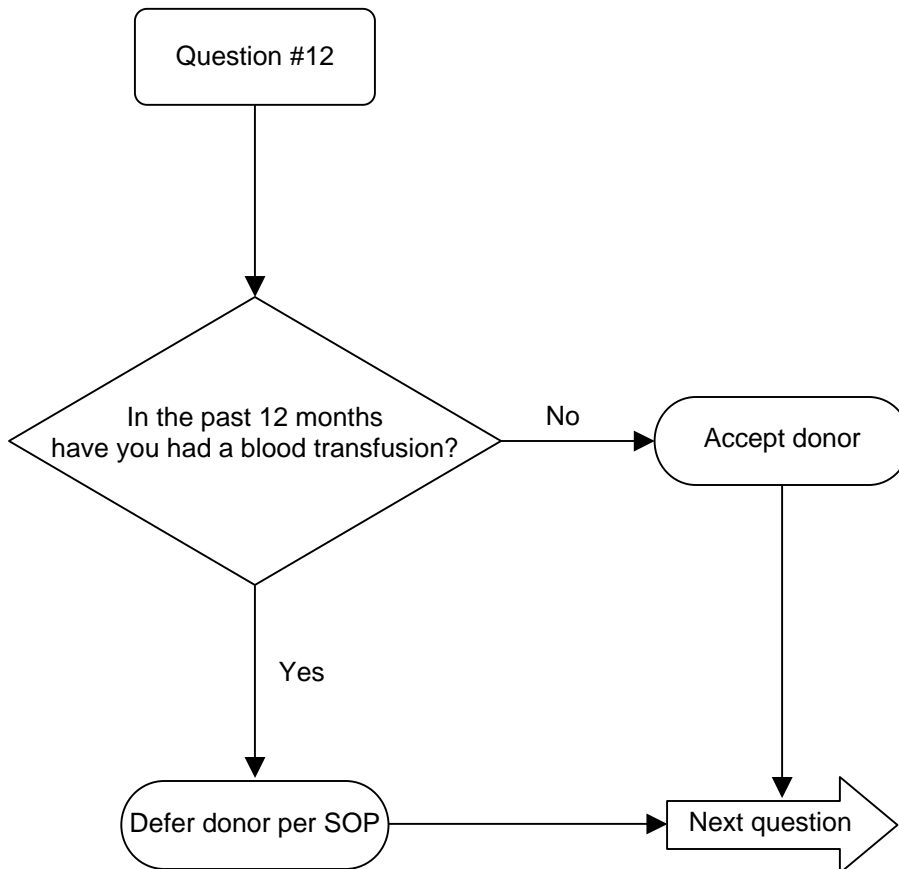 Question #12
In the past 12 months
have you had a blood transfusion?
No
Accept donor
Yes
Defer donor per SOP
Next question